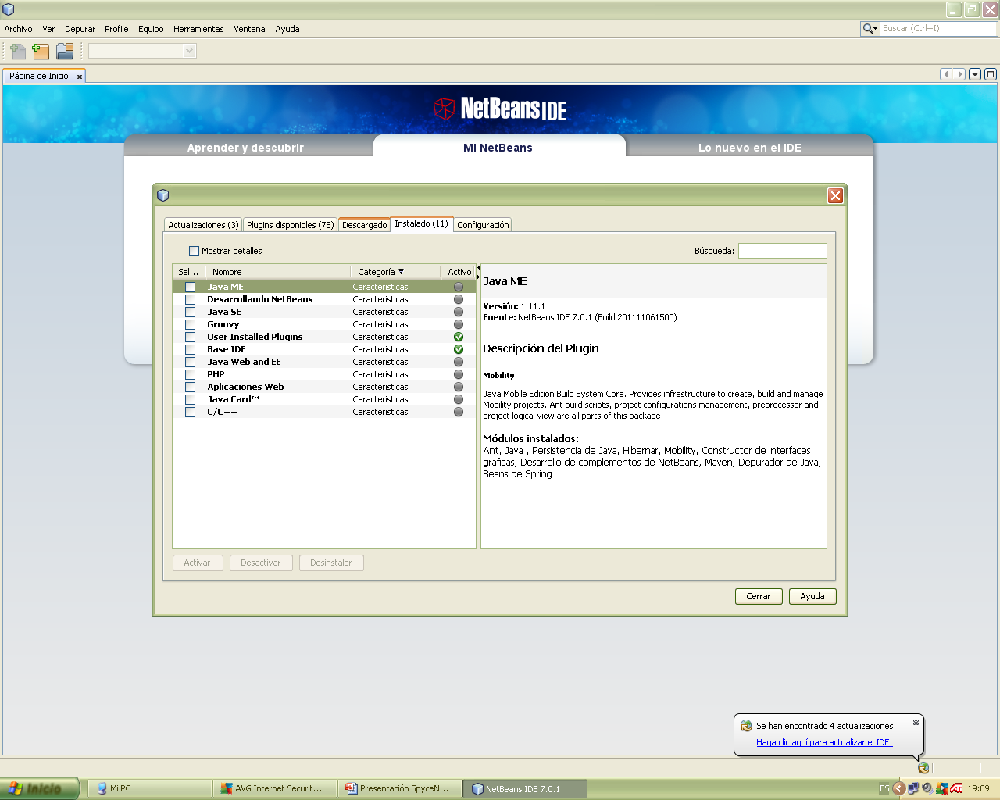 Archivo Ver Depurar Profile Equipo Herramientas Ventana Ayuda
Buscar (Ctrl+I)
Página de Inicio
NetBeans IDE
Aprender y descubrir Mi NetBeans Lo nuevo en el IDE
Actualizaciones (3) Plugins disponibles (78) Descargado Instalado (11) Configuración
Mostrar detalles Búsqueda:
Sel... Nombre Categoría Activo
Java ME Características
Desarrollando NetBeans Características
Java SE Características
Groovy Características
User Installed Plugins Características
Base IDE Características
Java Web and EE Características
PHP Características
Aplicaciones Web Características
Java Card™ Características
C/C++ Características
Java ME
Versión: 1.11.1
Fuente: NetBeans IDE 7.0.1 (Build 201111061500)
Descripción del Plugin
Mobility
Java Mobile Edition Build System Core. Provides infrastructure to create, build and manage
Mobility projects. Ant build scripts, project configurations management, preprocessor and
project logical view are all parts of this package
Módulos instalados:
Ant, Java , Persistencia de Java, Hibernar, Mobility, Constructor de interfaces
gráficas, Desarrollo de complementos de NetBeans, Maven, Depurador de Java,
Beans de Spring
Activar Desactivar Desinstalar
Cerrar Ayuda
Se han encontrado 4 actualizaciones.
Haga clic aquí para actualizar el IDE.
Inicio Mi PC AVG Internet Securit... Presentación SpyceN... NetBeans IDE 7.0.1 ES 19:09